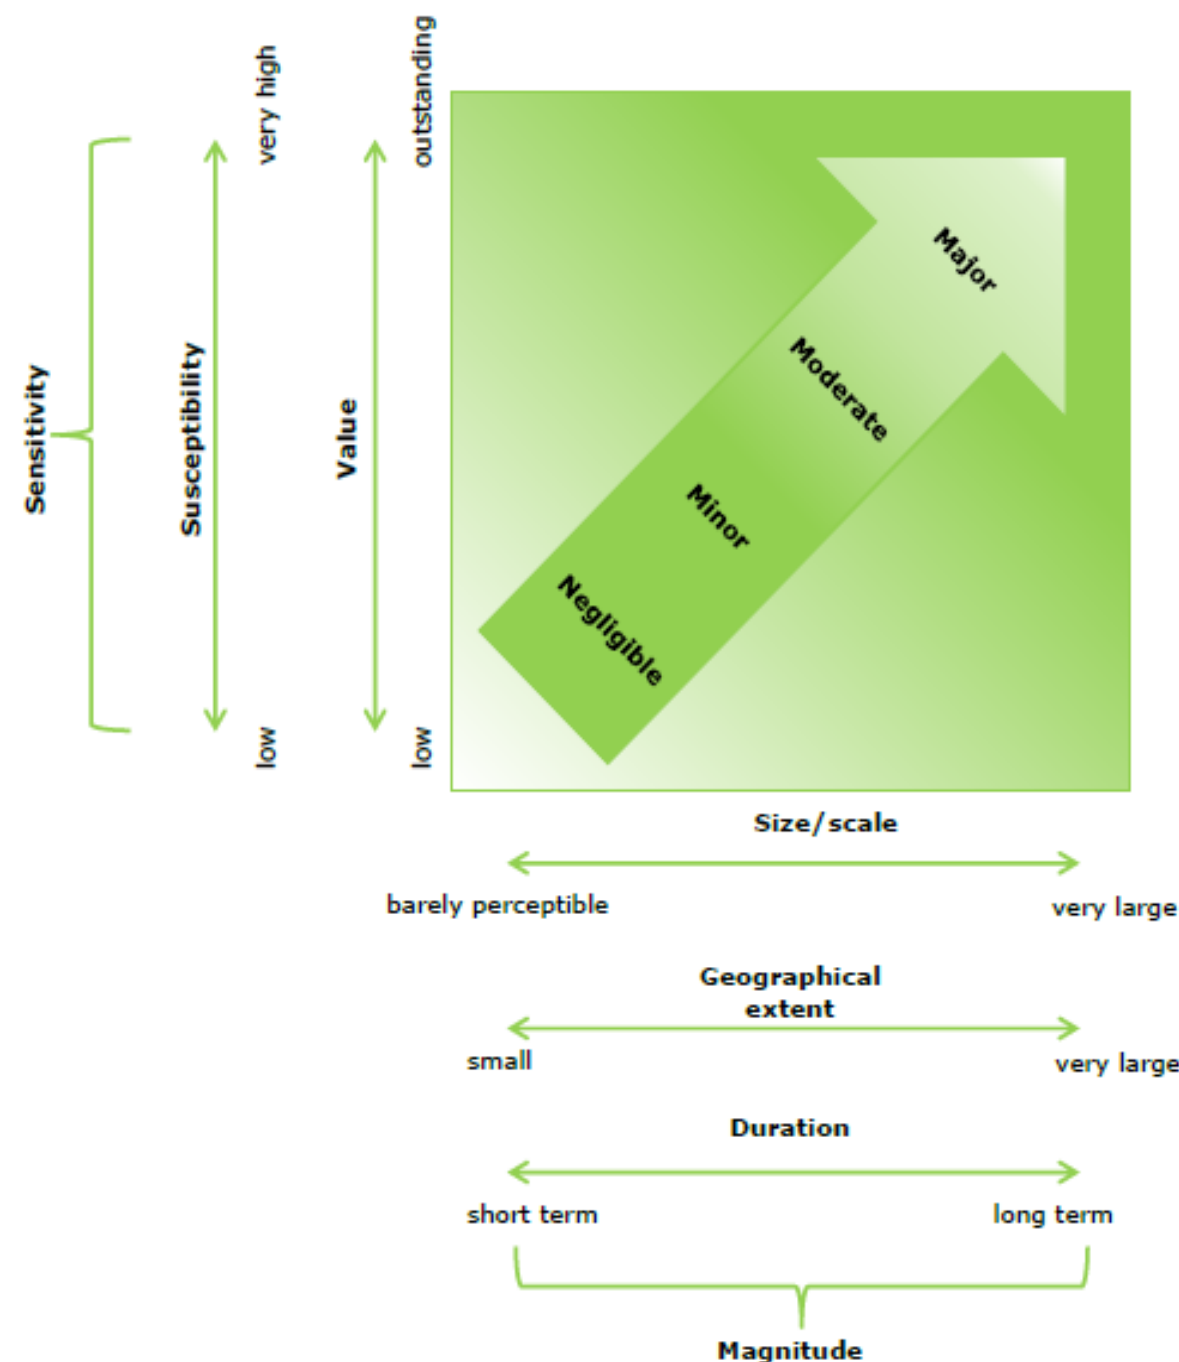 very high
outstanding
Sensitivity
Susceptibility
Value
Major
Moderate
Minor
Negligible
low
low
Size/scale
barely perceptible
very large
Geographical
extent
small
very large
Duration
short term
long term
Magnitude